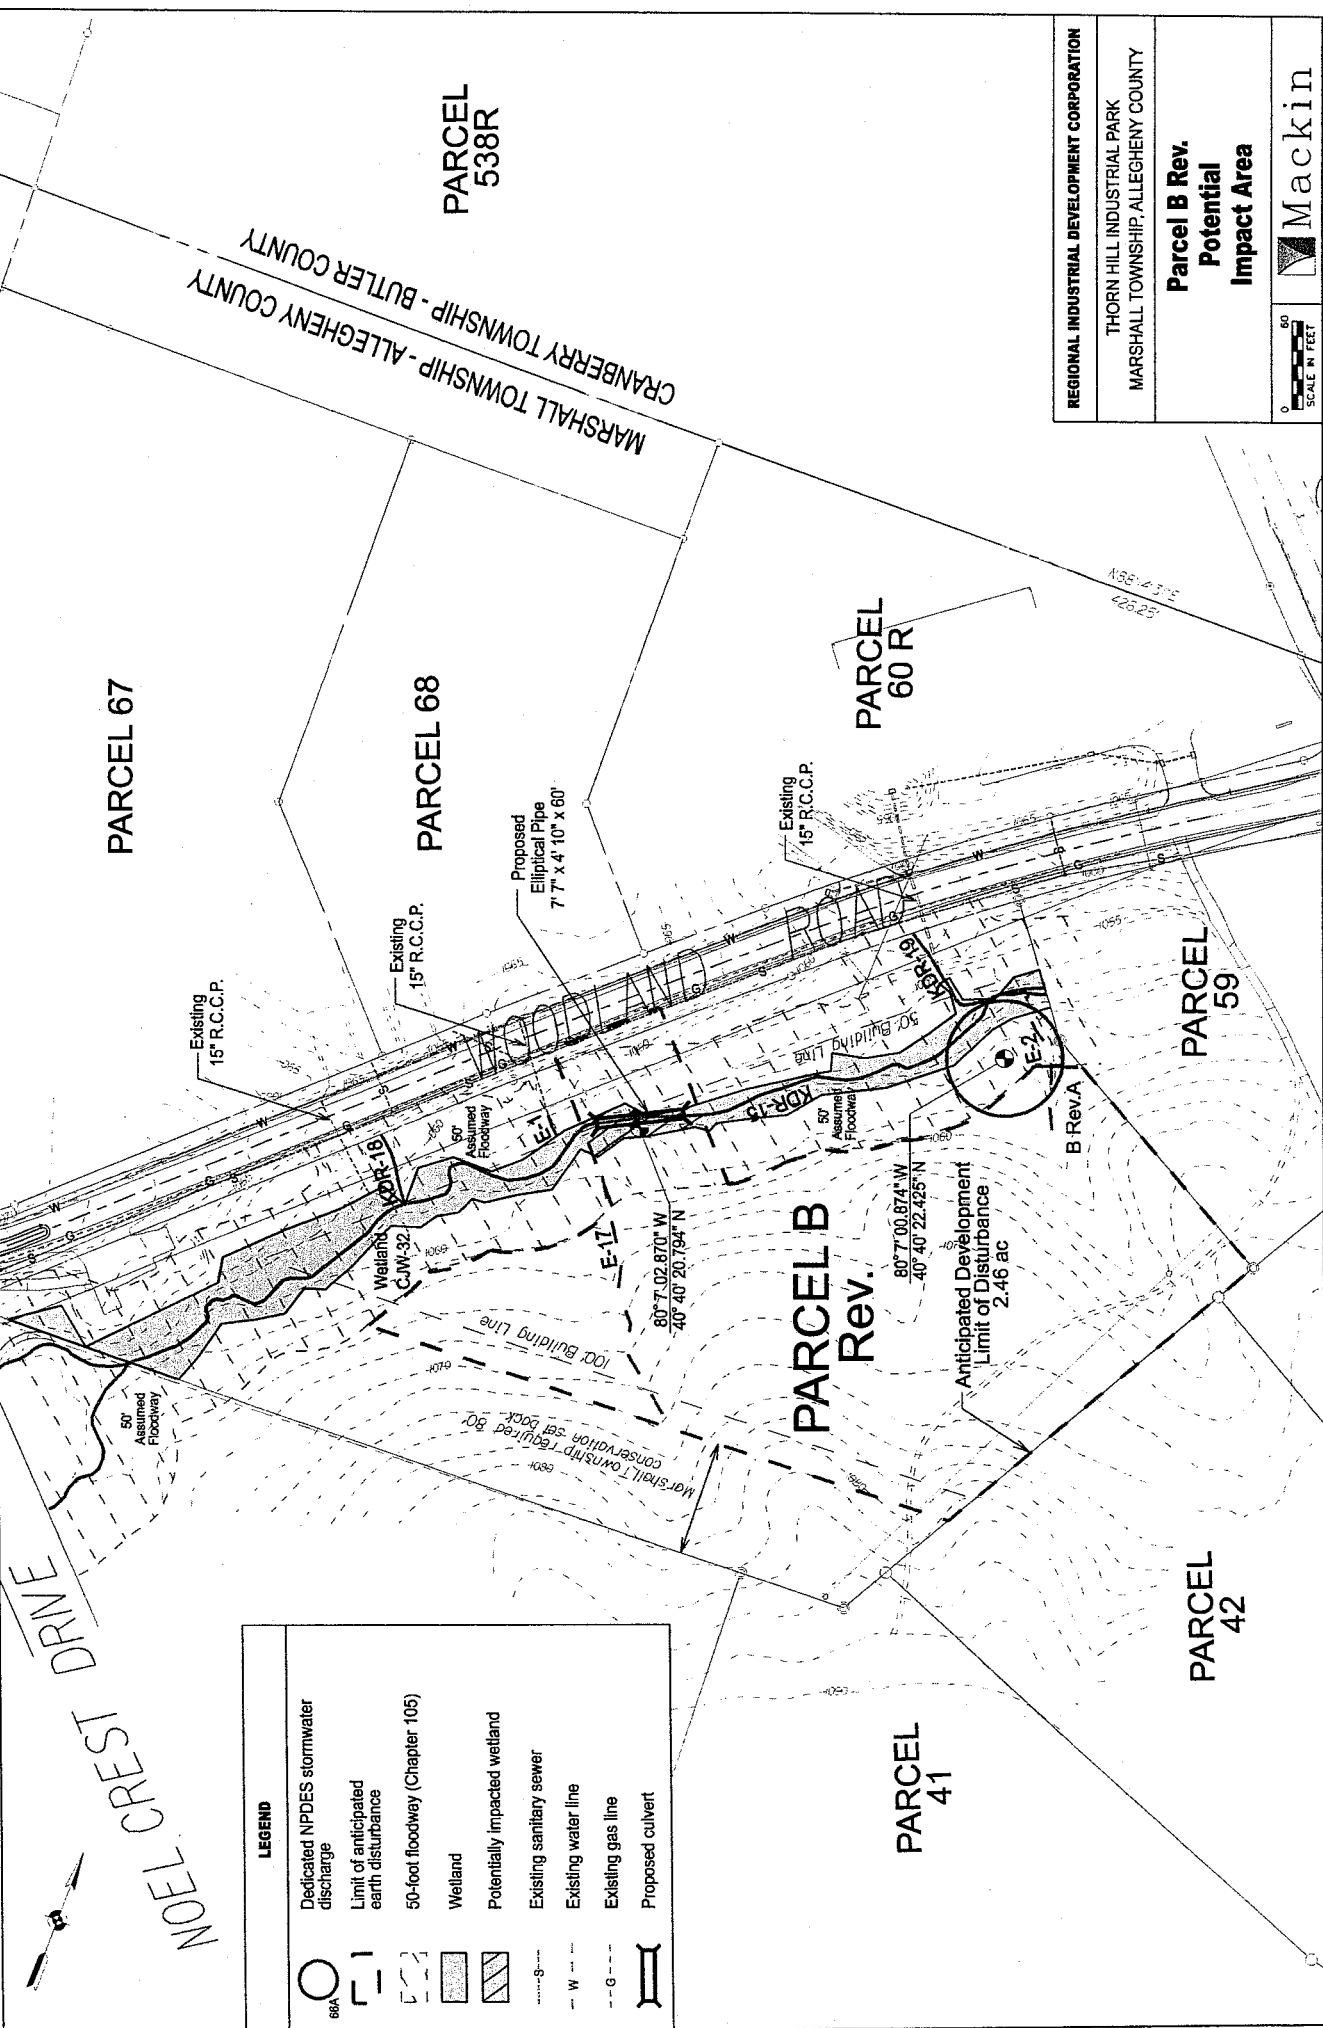 NOEL CREST DRIVE
WOODLAND ROAD
MARSHALL TOWNSHIP - ALLEGHENY COUNTY
CRANBERRY TOWNSHIP - BUTLER COUNTY
PARCEL 67
PARCEL 68
PARCEL
538R
PARCEL
60 R
PARCEL
59
PARCEL
42
PARCEL
41
PARCEL B
Rev.
Existing
15" R.C.C.P.
Existing
15" R.C.C.P.
Proposed
Elliptical Pipe
7' 7" x 4' 10" x 60'
Existing
15" R.C.C.P.
50'
Assumed
Floodway
50'
Assumed
Floodway
50'
Assumed
Floodway
Wetland
CJW-32
KDR-18
KDR-15
KDR-19
E-1
E-17
E-2
B Rev.A
80° 7' 02.870" W
40° 40' 20.794" N
80° 7' 00.874" W
40° 40' 22.425" N
Anticipated Development
Limit of Disturbance
2.46 ac
100' Building Line
50' Building Line
Marshall Township required 80'
conservation set back
426.25'
LEGEND
66A
Dedicated NPDES stormwater
discharge
Limit of anticipated
earth disturbance
50-foot floodway (Chapter 105)
Wetland
Potentially impacted wetland
S
Existing sanitary sewer
W
Existing water line
G
Existing gas line
Proposed culvert
REGIONAL INDUSTRIAL DEVELOPMENT CORPORATION
THORN HILL INDUSTRIAL PARK
MARSHALL TOWNSHIP, ALLEGHENY COUNTY
Parcel B Rev.
Potential
Impact Area
0 60
SCALE IN FEET
Mackin